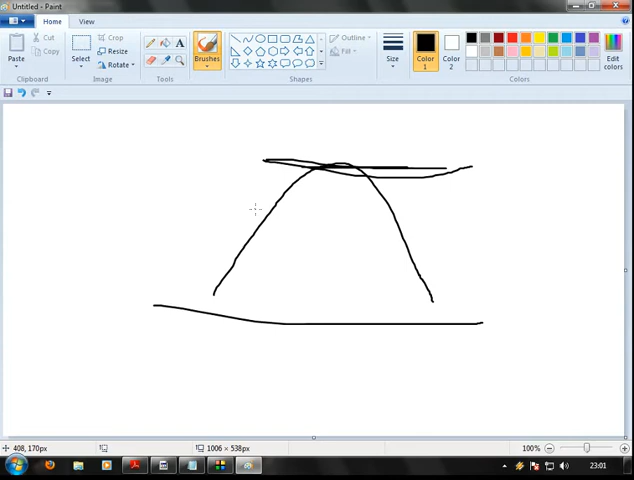 Untitled - Paint
Home View
Paste
Cut
Copy
Clipboard
Select
Crop
Resize
Rotate
Image
Tools
Brushes
Outline
Fill
Shapes
Size
Color 1
Color 2
Edit colors
Colors
408, 170px
1006 × 538px
100%
23:01